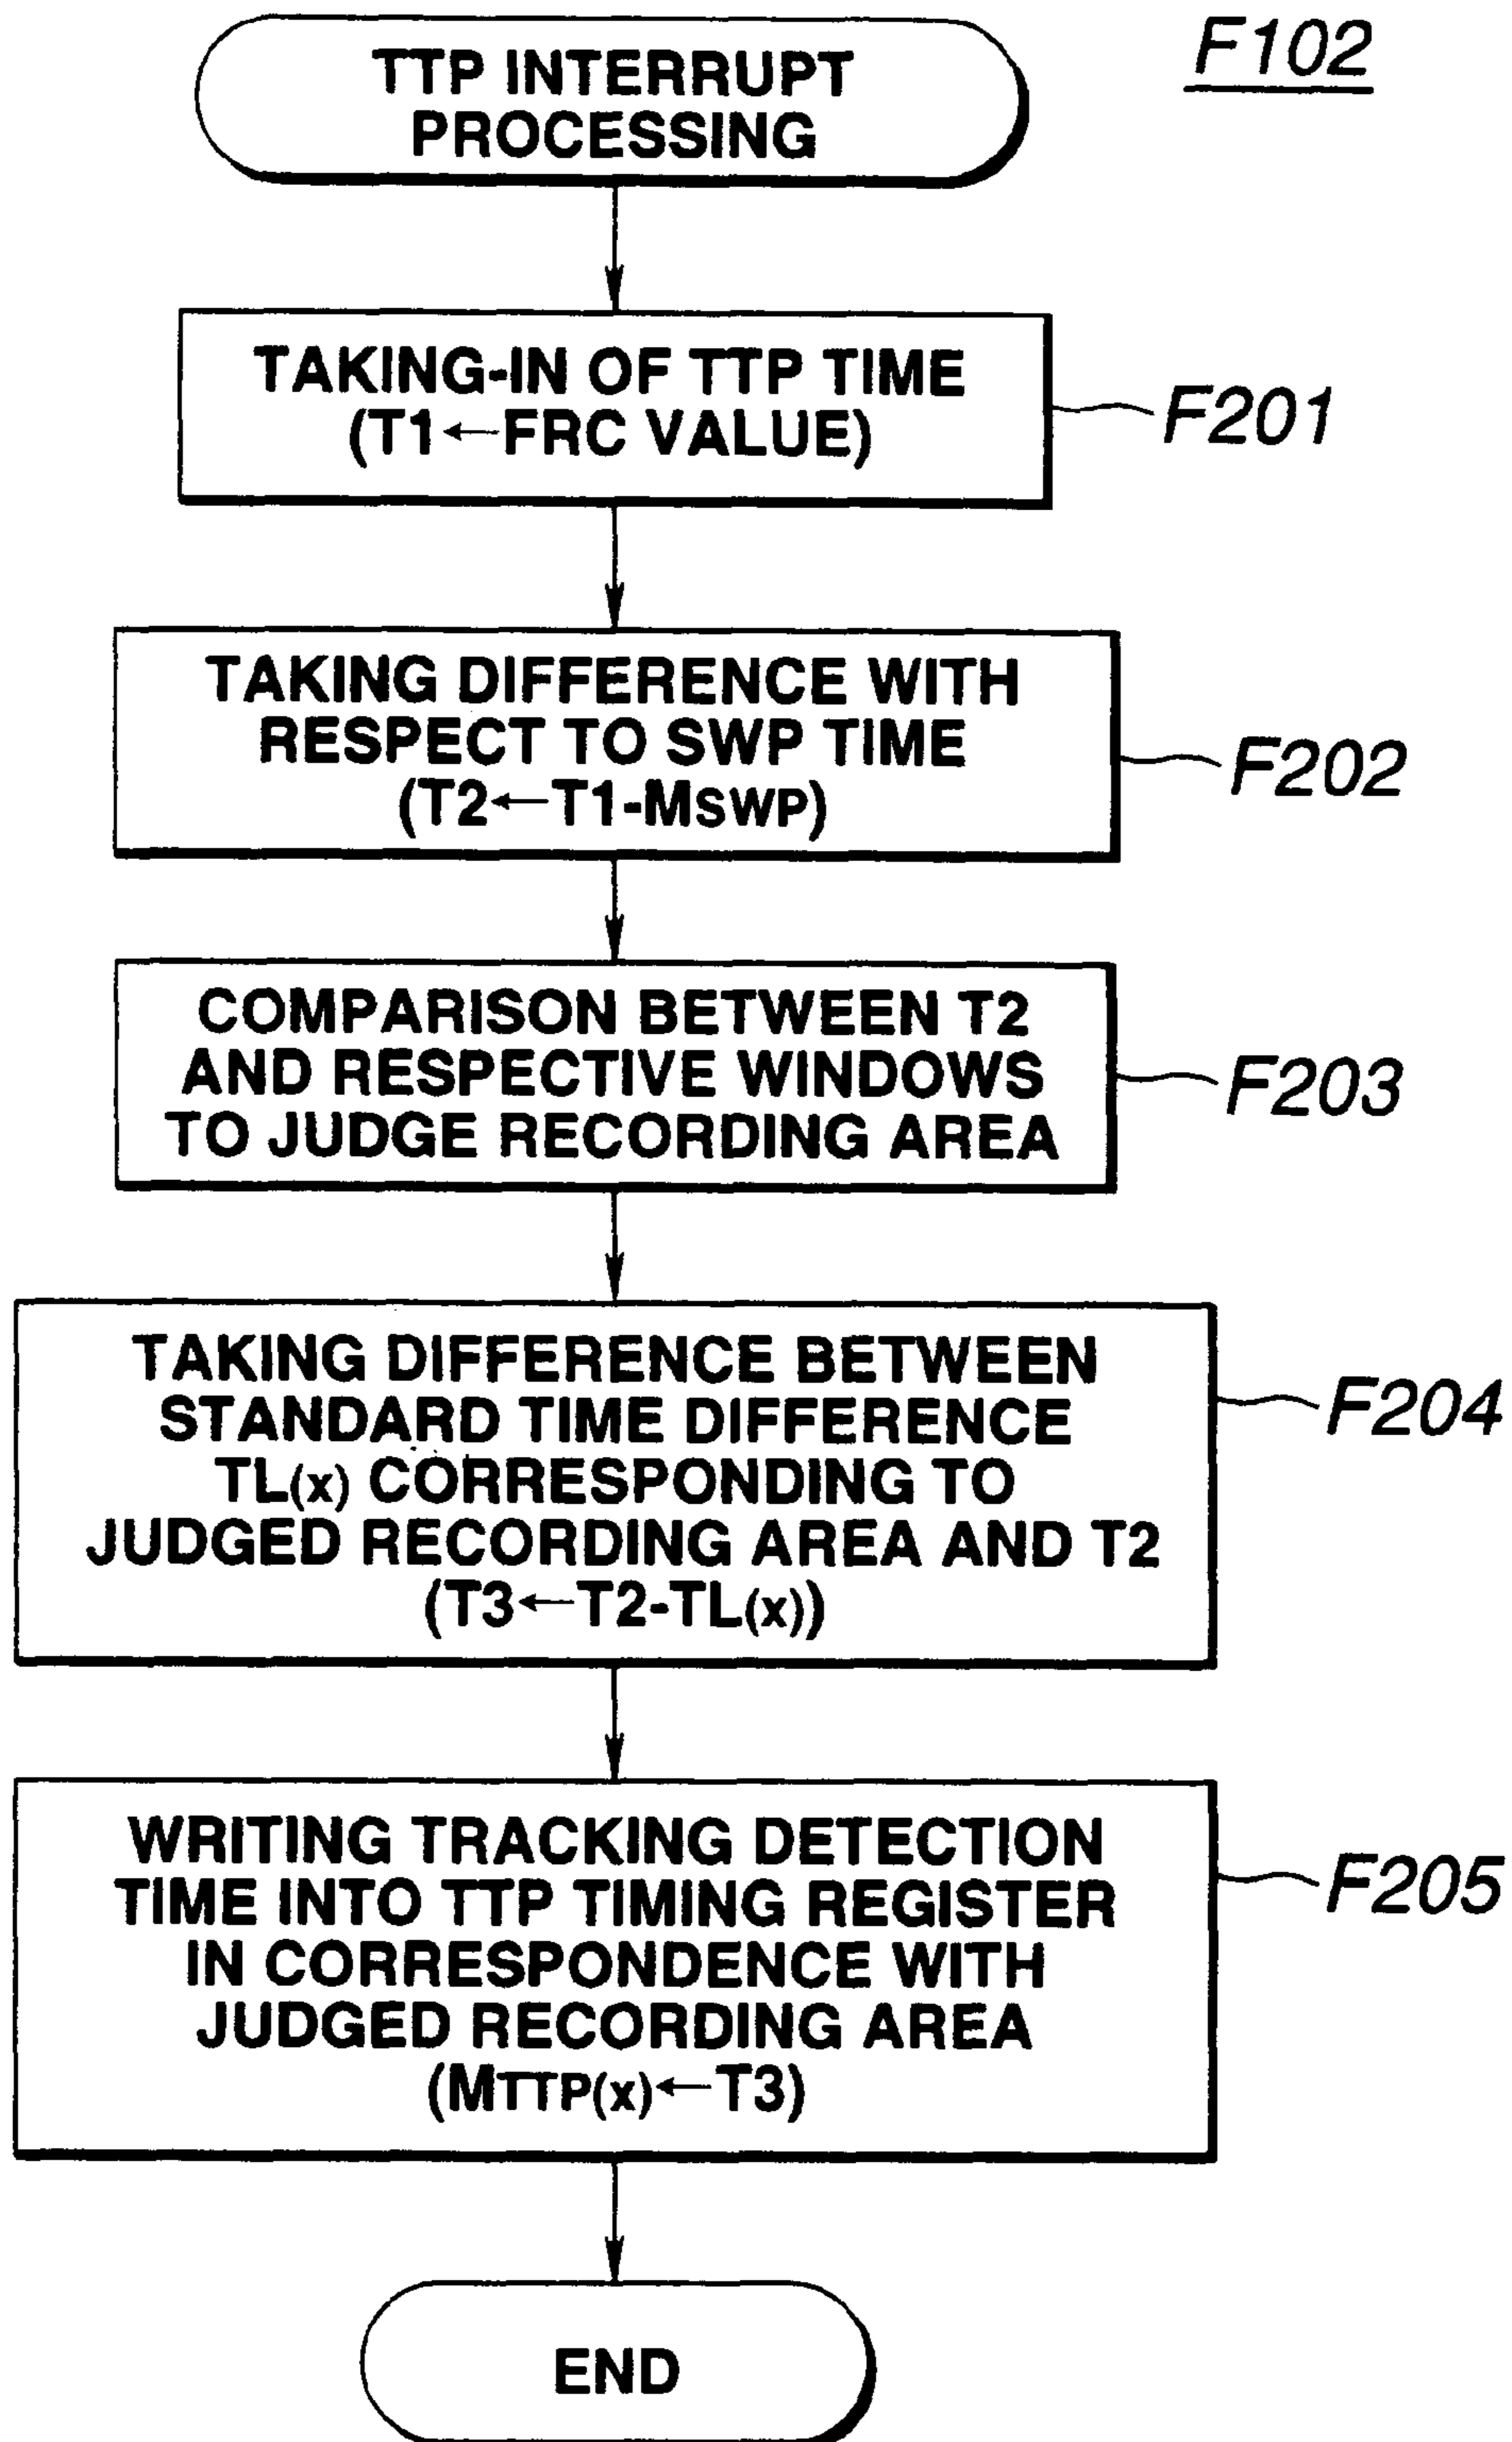 F102
TTP INTERRUPT
PROCESSING
TAKING-IN OF TTP TIME
(T1←FRC VALUE)
F201
TAKING DIFFERENCE WITH
RESPECT TO SWP TIME
(T2←T1-MSWP)
F202
COMPARISON BETWEEN T2
AND RESPECTIVE WINDOWS
TO JUDGE RECORDING AREA
F203
TAKING DIFFERENCE BETWEEN
STANDARD TIME DIFFERENCE
TL(x) CORRESPONDING TO
JUDGED RECORDING AREA AND T2
(T3←T2-TL(x))
F204
WRITING TRACKING DETECTION
TIME INTO TTP TIMING REGISTER
IN CORRESPONDENCE WITH
JUDGED RECORDING AREA
(MTTP(x)←T3)
F205
END